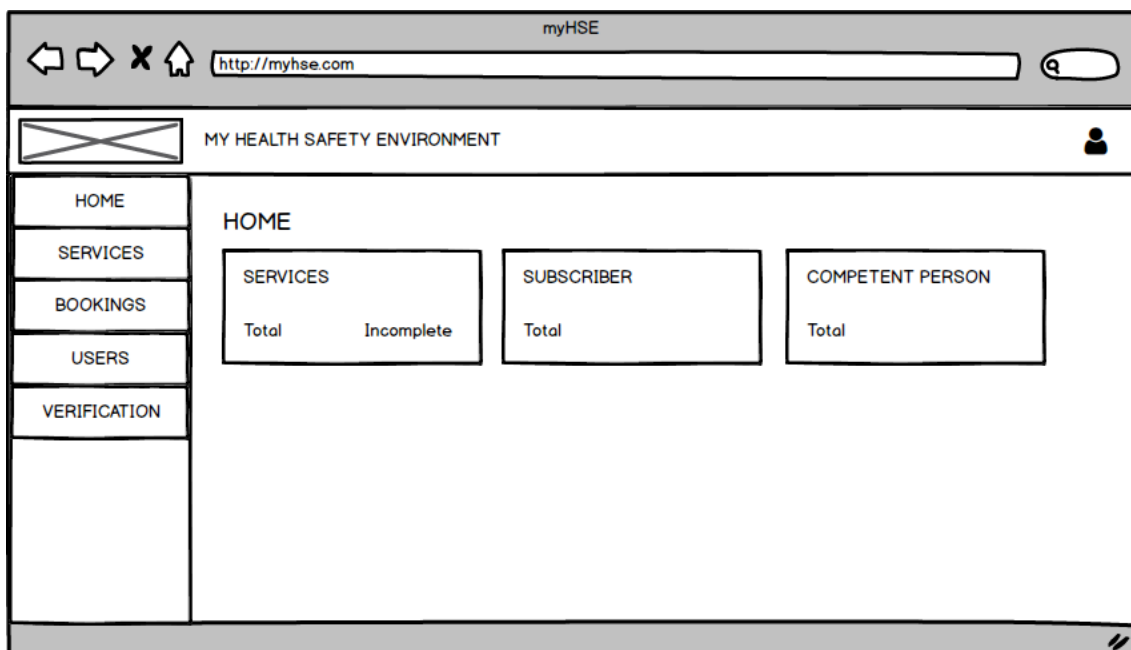 myHSE
http://myhse.com
MY HEALTH SAFETY ENVIRONMENT
HOME
SERVICES
BOOKINGS
USERS
VERIFICATION
HOME
SERVICES
Total Incomplete
SUBSCRIBER
Total
COMPETENT PERSON
Total